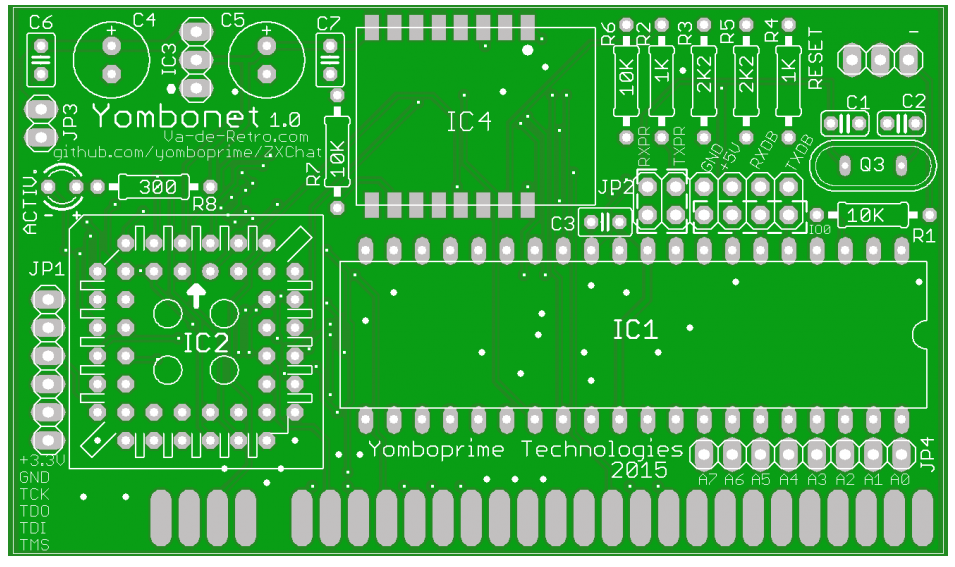 C6
C4
IC3
C5
C7
R6
R2
R3
R5
R4
RESET
-
+
+
10K
1K
2K2
2K2
1K
JP3
Yombonet 1.0
Va-de-Retro.com
github.com/yomboprime/ZXChat
R7
10K
IC4
C1
C2
RXPR
TXPR
GND
+5V
RXDB
TXDB
Q3
ACTIV.
-
+
300
R8
JP2
C3
IO0
10K
R1
JP1
IC2
IC1
Yomboprime Technologies
2015
JP4
A7 A6 A5 A4 A3 A2 A1 A0
+3.3V
GND
TCK
TDO
TDI
TMS